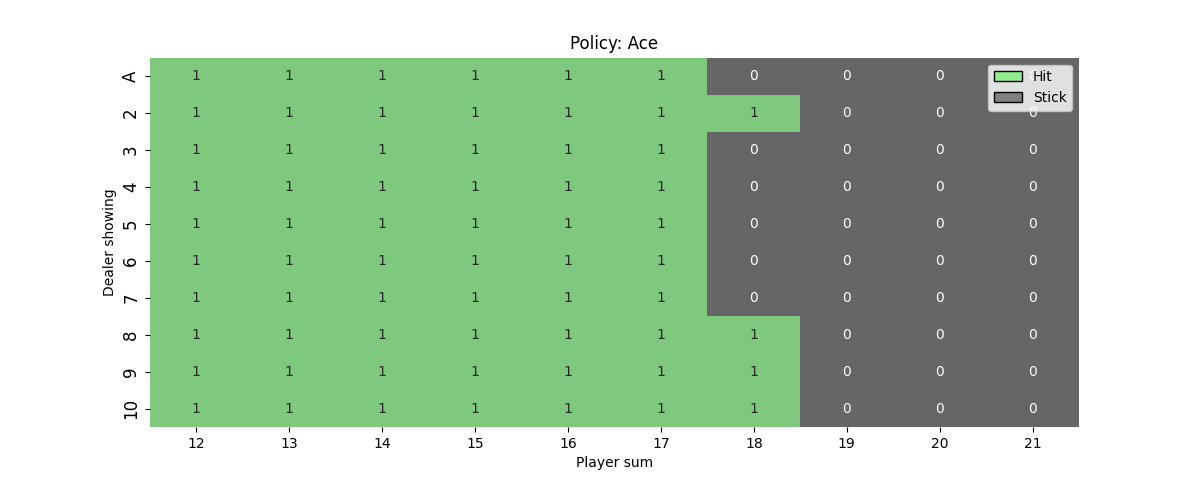 Policy: Ace
Hit
Stick
Dealer showing
A 1 1 1 1 1 1 0 0 0 0
2 1 1 1 1 1 1 1 0 0 0
3 1 1 1 1 1 1 0 0 0 0
4 1 1 1 1 1 1 0 0 0 0
5 1 1 1 1 1 1 0 0 0 0
6 1 1 1 1 1 1 0 0 0 0
7 1 1 1 1 1 1 0 0 0 0
8 1 1 1 1 1 1 1 0 0 0
9 1 1 1 1 1 1 1 0 0 0
10 1 1 1 1 1 1 1 0 0 0
12 13 14 15 16 17 18 19 20 21
Player sum